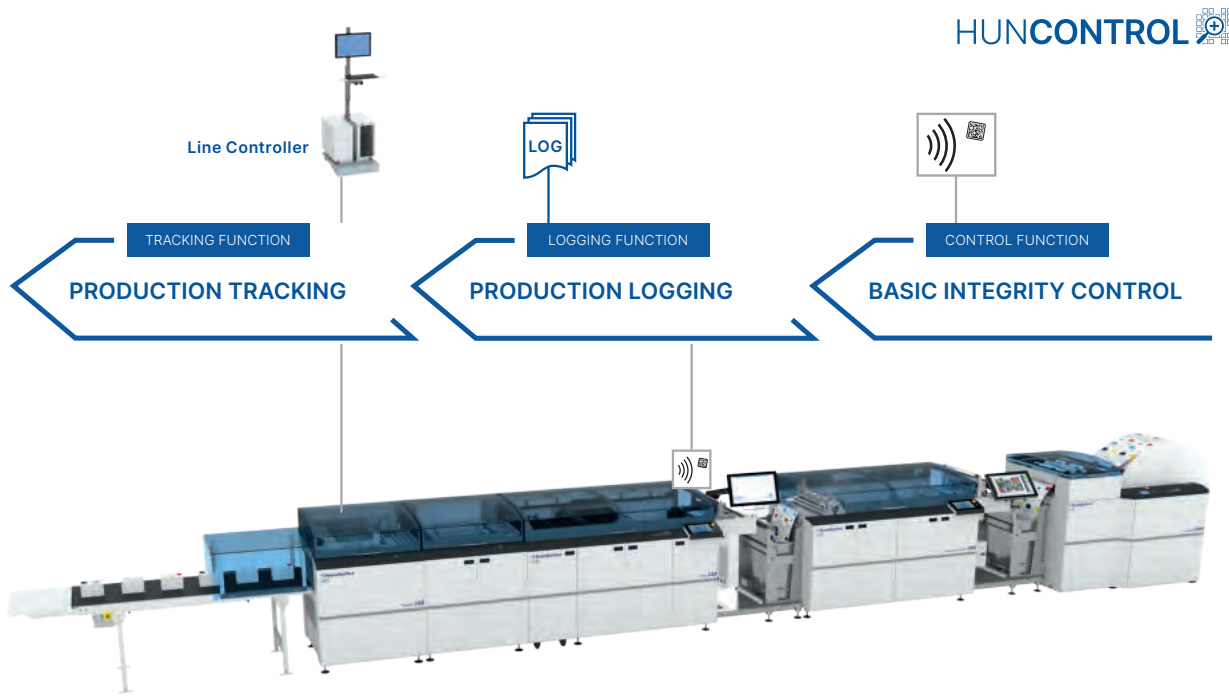 HUNCONTROL
Line Controller
LOG
TRACKING FUNCTION
LOGGING FUNCTION
CONTROL FUNCTION
PRODUCTION TRACKING
PRODUCTION LOGGING
BASIC INTEGRITY CONTROL